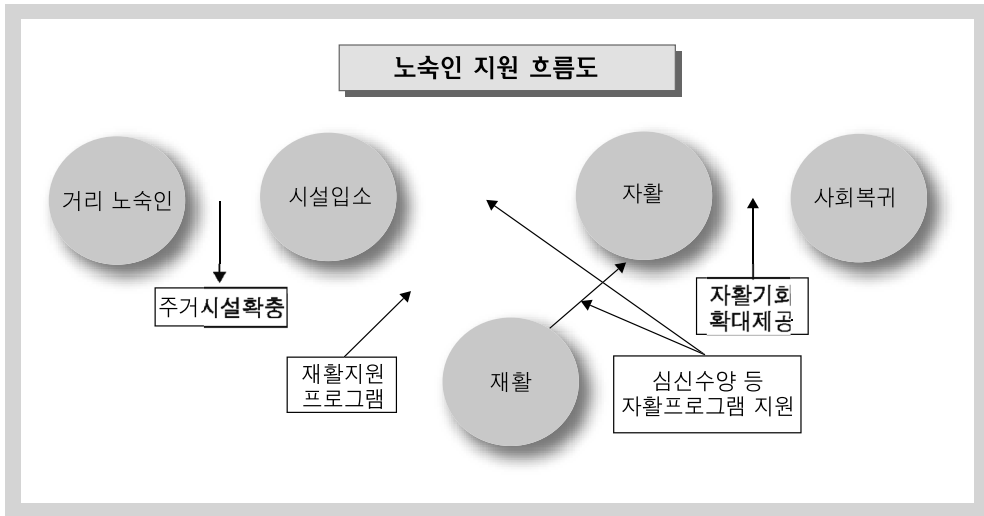 노숙인 지원 흐름도
거리 노숙인
시설입소
자활
사회복귀
주거시설확충
자활기회
확대제공
재활지원
프로그램
재활
심신수양 등
자활프로그램 지원